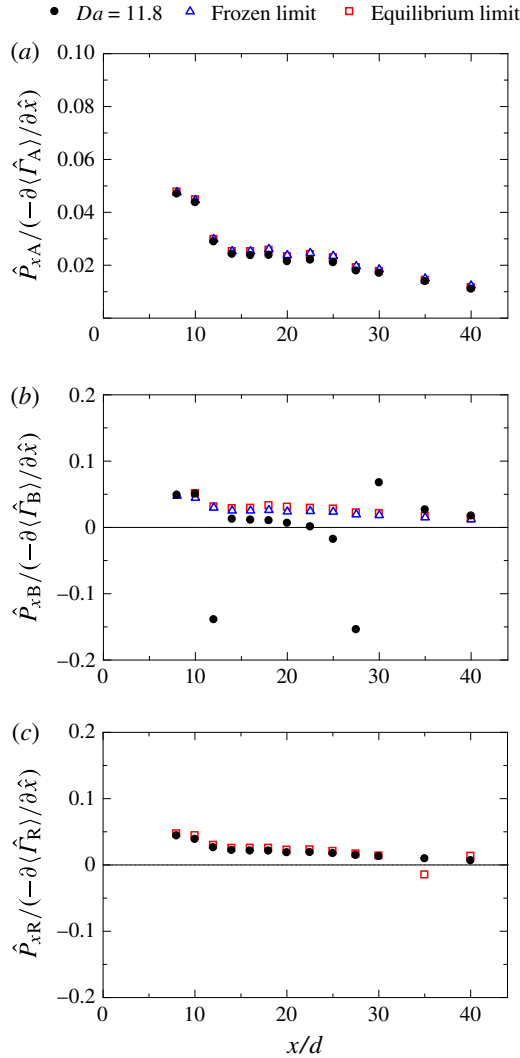 ● Da = 11.8 △ Frozen limit □ Equilibrium limit
(a)
0.10
0.08
0.06
0.04
0.02
0 10 20 30 40
P̂xA/(−∂⟨Γ̂A⟩/∂x̂)
(b)
0.2
0.1
0
−0.1
−0.2
0 10 20 30 40
P̂xB/(−∂⟨Γ̂B⟩/∂x̂)
(c)
0.2
0.1
0
−0.1
−0.2
0 10 20 30 40
P̂xR/(−∂⟨Γ̂R⟩/∂x̂)
x/d